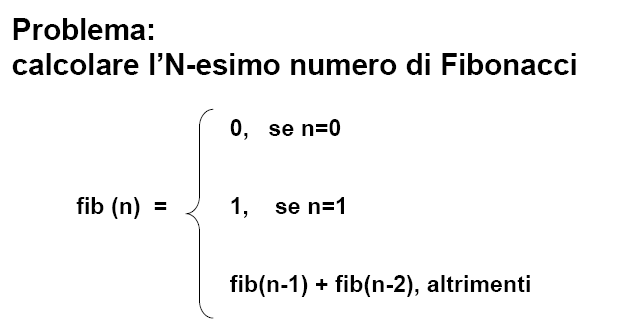 Problema:
calcolare l'N-esimo numero di Fibonacci
0, se n=0
fib (n) =
1, se n=1
fib(n-1) + fib(n-2), altrimenti